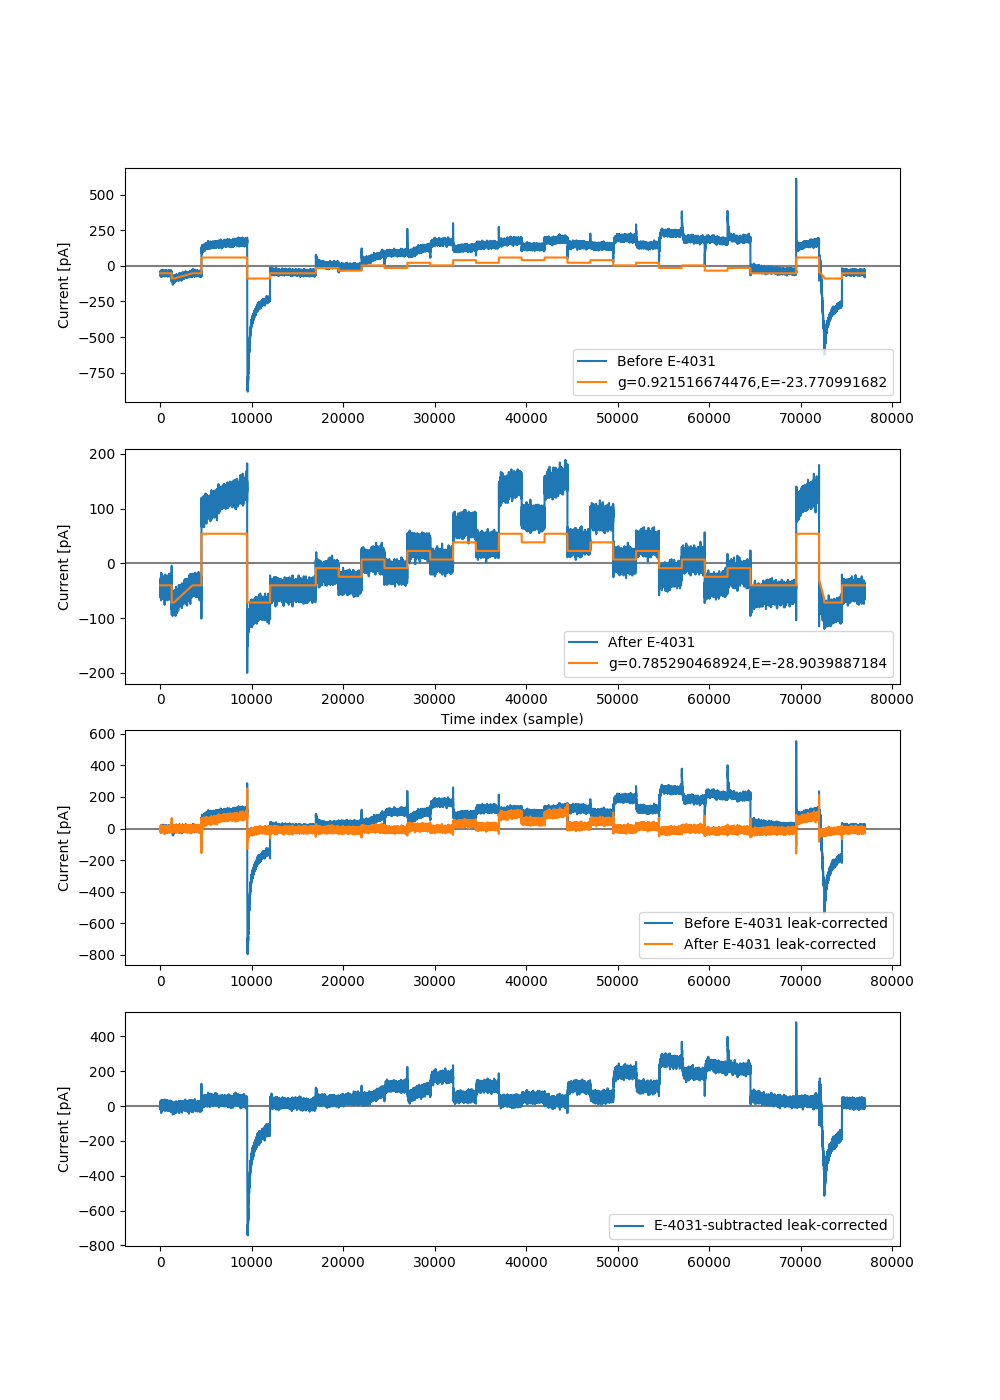 500
250
0
−250
−500
−750
Current [pA]
Before E-4031
g=0.921516674476,E=-23.770991682
0 10000 20000 30000 40000 50000 60000 70000 80000
200
100
0
−100
−200
Current [pA]
After E-4031
g=0.785290468924,E=-28.9039887184
0 10000 20000 30000 40000 50000 60000 70000 80000
Time index (sample)
600
400
200
0
−200
−400
−600
−800
Current [pA]
Before E-4031 leak-corrected
After E-4031 leak-corrected
0 10000 20000 30000 40000 50000 60000 70000 80000
400
200
0
−200
−400
−600
−800
Current [pA]
E-4031-subtracted leak-corrected
0 10000 20000 30000 40000 50000 60000 70000 80000